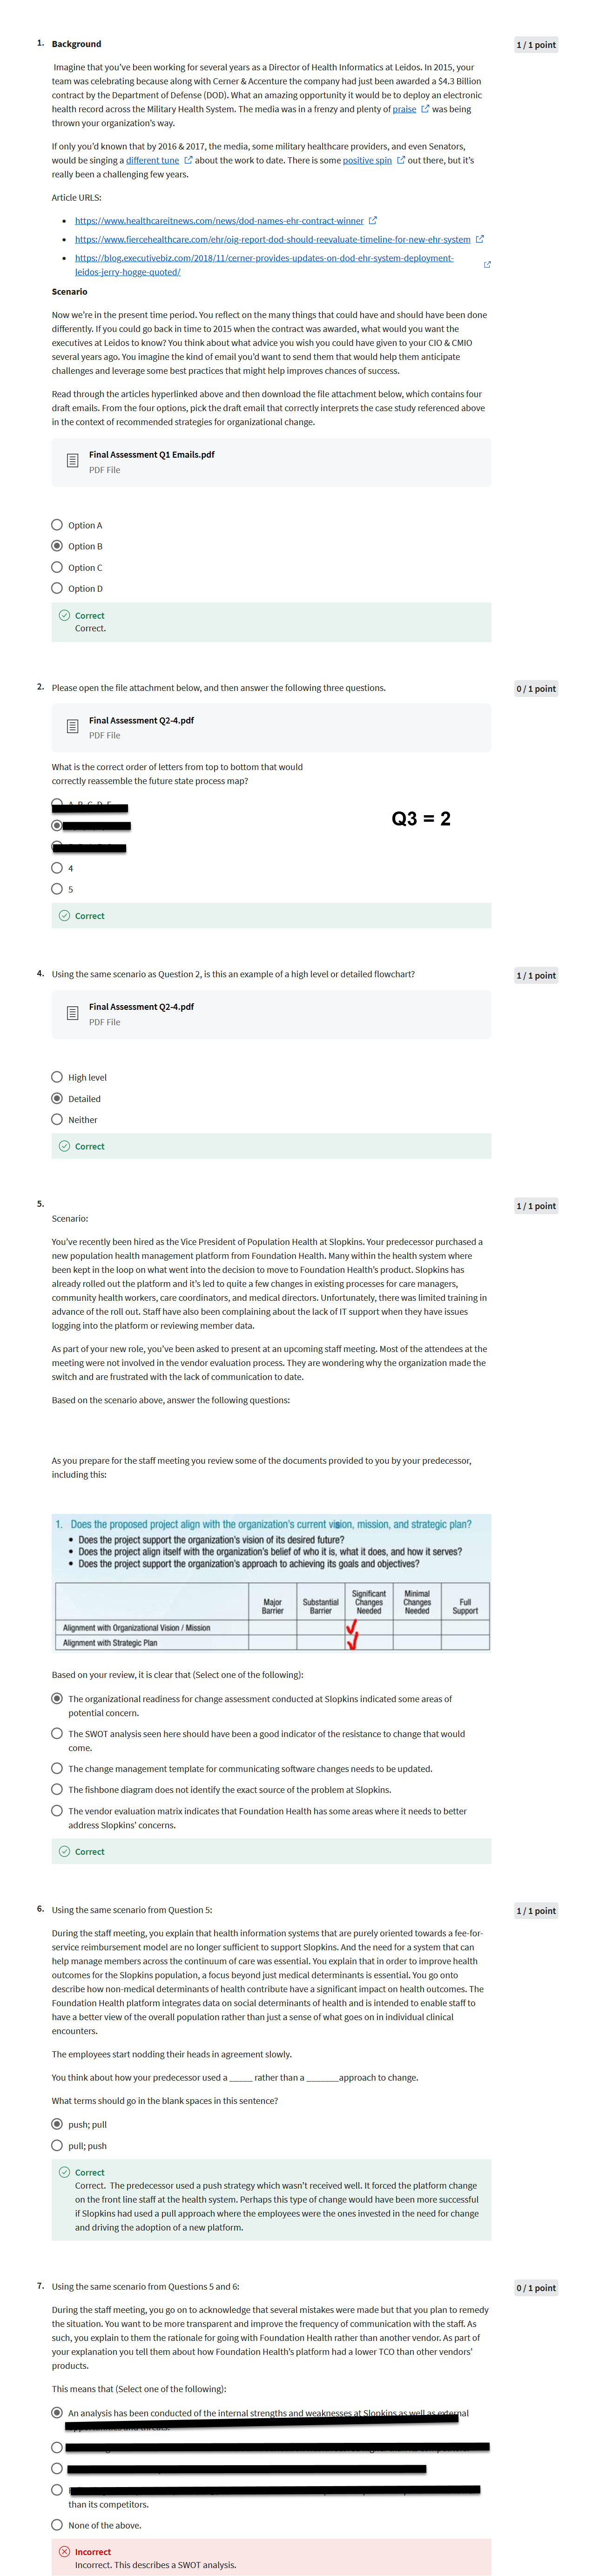 1. Background
1 / 1 point
Imagine that you've been working for several years as a Director of Health Informatics at Leidos. In 2015, your
team was celebrating because along with Cerner & Accenture the company had just been awarded a $4.3 Billion
contract by the Department of Defense (DOD). What an amazing opportunity it would be to deploy an electronic
health record across the Military Health System. The media was in a frenzy and plenty of praise was being
thrown your organization's way.
If only you'd known that by 2016 & 2017, the media, some military healthcare providers, and even Senators,
would be singing a different tune about the work to date. There is some positive spin out there, but it's
really been a challenging few years.
Article URLS:
• https://www.healthcareitnews.com/news/dod-names-ehr-contract-winner
• https://www.fiercehealthcare.com/ehr/oig-report-dod-should-reevaluate-timeline-for-new-ehr-system
• https://blog.executivebiz.com/2018/11/cerner-provides-updates-on-dod-ehr-system-deployment-
leidos-jerry-hogge-quoted/
Scenario
Now we're in the present time period. You reflect on the many things that could have and should have been done
differently. If you could go back in time to 2015 when the contract was awarded, what would you want the
executives at Leidos to know? You think about what advice you wish you could have given to your CIO & CMIO
several years ago. You imagine the kind of email you'd want to send them that would help them anticipate
challenges and leverage some best practices that might help improves chances of success.
Read through the articles hyperlinked above and then download the file attachment below, which contains four
draft emails. From the four options, pick the draft email that correctly interprets the case study referenced above
in the context of recommended strategies for organizational change.
Final Assessment Q1 Emails.pdf
PDF File
Option A
Option B
Option C
Option D
Correct
Correct.
2. Please open the file attachment below, and then answer the following three questions.
0 / 1 point
Final Assessment Q2-4.pdf
PDF File
What is the correct order of letters from top to bottom that would
correctly reassemble the future state process map?
Q3 = 2
4
5
Correct
4. Using the same scenario as Question 2, is this an example of a high level or detailed flowchart?
1 / 1 point
Final Assessment Q2-4.pdf
PDF File
High level
Detailed
Neither
Correct
5.
1 / 1 point
Scenario:
You've recently been hired as the Vice President of Population Health at Slopkins. Your predecessor purchased a
new population health management platform from Foundation Health. Many within the health system where
been kept in the loop on what went into the decision to move to Foundation Health's product. Slopkins has
already rolled out the platform and it's led to quite a few changes in existing processes for care managers,
community health workers, care coordinators, and medical directors. Unfortunately, there was limited training in
advance of the roll out. Staff have also been complaining about the lack of IT support when they have issues
logging into the platform or reviewing member data.
As part of your new role, you've been asked to present at an upcoming staff meeting. Most of the attendees at the
meeting were not involved in the vendor evaluation process. They are wondering why the organization made the
switch and are frustrated with the lack of communication to date.
Based on the scenario above, answer the following questions:
As you prepare for the staff meeting you review some of the documents provided to you by your predecessor,
including this:
1. Does the proposed project align with the organization's current vision, mission, and strategic plan?
• Does the project support the organization's vision of its desired future?
• Does the project align itself with the organization's belief of who it is, what it does, and how it serves?
• Does the project support the organization's approach to achieving its goals and objectives?
Major Barrier
Substantial Barrier
Significant Changes Needed
Minimal Changes Needed
Full Support
Alignment with Organizational Vision / Mission
Alignment with Strategic Plan
Based on your review, it is clear that (Select one of the following):
The organizational readiness for change assessment conducted at Slopkins indicated some areas of
potential concern.
The SWOT analysis seen here should have been a good indicator of the resistance to change that would
come.
The change management template for communicating software changes needs to be updated.
The fishbone diagram does not identify the exact source of the problem at Slopkins.
The vendor evaluation matrix indicates that Foundation Health has some areas where it needs to better
address Slopkins' concerns.
Correct
6. Using the same scenario from Question 5:
1 / 1 point
During the staff meeting, you explain that health information systems that are purely oriented towards a fee-for-
service reimbursement model are no longer sufficient to support Slopkins. And the need for a system that can
help manage members across the continuum of care was essential. You explain that in order to improve health
outcomes for the Slopkins population, a focus beyond just medical determinants is essential. You go onto
describe how non-medical determinants of health contribute have a significant impact on health outcomes. The
Foundation Health platform integrates data on social determinants of health and is intended to enable staff to
have a better view of the overall population rather than just a sense of what goes on in individual clinical
encounters.
The employees start nodding their heads in agreement slowly.
You think about how your predecessor used a _____ rather than a _______approach to change.
What terms should go in the blank spaces in this sentence?
push; pull
pull; push
Correct
Correct. The predecessor used a push strategy which wasn't received well. It forced the platform change
on the front line staff at the health system. Perhaps this type of change would have been more successful
if Slopkins had used a pull approach where the employees were the ones invested in the need for change
and driving the adoption of a new platform.
7. Using the same scenario from Questions 5 and 6:
0 / 1 point
During the staff meeting, you go on to acknowledge that several mistakes were made but that you plan to remedy
the situation. You want to be more transparent and improve the frequency of communication with the staff. As
such, you explain to them the rationale for going with Foundation Health rather than another vendor. As part of
your explanation you tell them about how Foundation Health's platform had a lower TCO than other vendors'
products.
This means that (Select one of the following):
An analysis has been conducted of the internal strengths and weaknesses at Slopkins as well as external
than its competitors.
None of the above.
Incorrect
Incorrect. This describes a SWOT analysis.